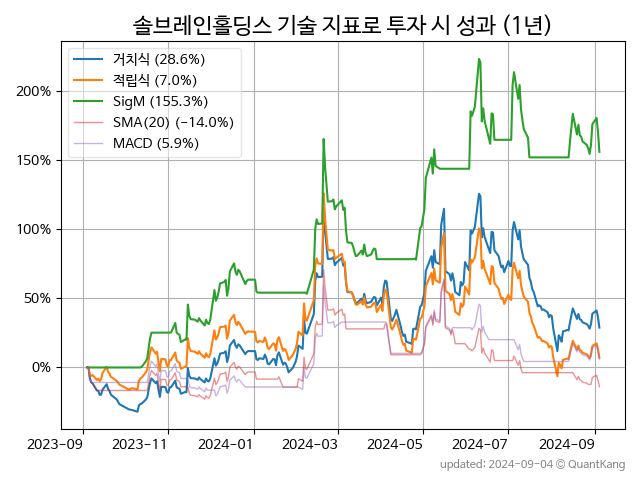 솔브레인홀딩스 기술 지표로 투자 시 성과 (1년)
거치식 (28.6%)
적립식 (7.0%)
SigM (155.3%)
SMA(20) (-14.0%)
MACD (5.9%)
200%
150%
100%
50%
0%
2023-09 2023-11 2024-01 2024-03 2024-05 2024-07 2024-09
updated: 2024-09-04 © QuantKang